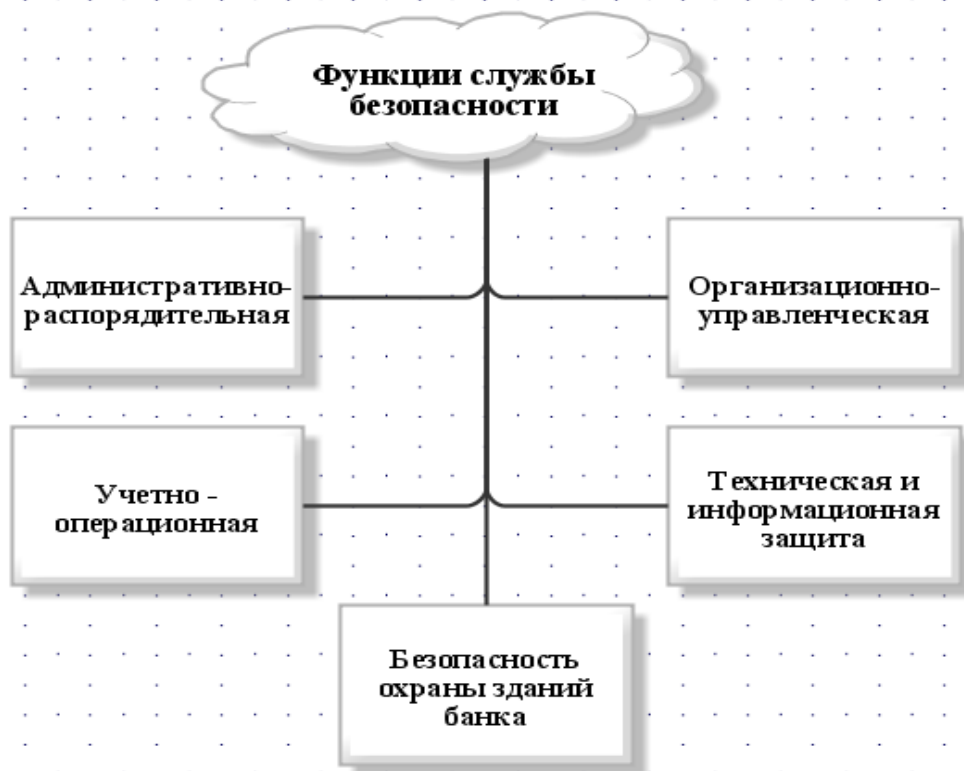 Функции службы
безопасности
Административно-
распорядительная
Организационно-
управленческая
Учетно -
операционная
Техническая и
информационная
защита
Безопасность
охраны зданий
банка